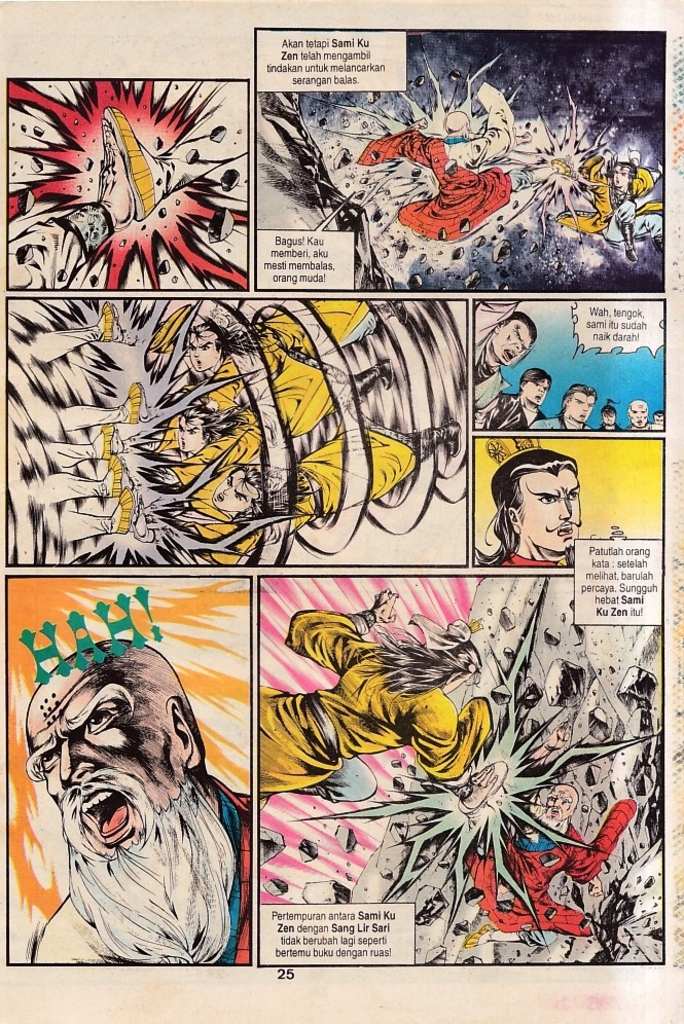 Akan tetapi Sami Ku
Zen telah mengambil
tindakan untuk melancarkan
serangan balas.
Bagus! Kau
memberi, aku
mesti membalas,
orang muda!
Wah, tengok,
sami itu sudah
naik darah!
Patutlah orang
kata : setelah
melihat, barulah
percaya. Sungguh
hebat Sami
Ku Zen itu!
HAH!
Pertempuran antara Sami Ku
Zen dengan Sang Lir Sari
tidak berubah lagi seperti
bertemu buku dengan ruas!
25